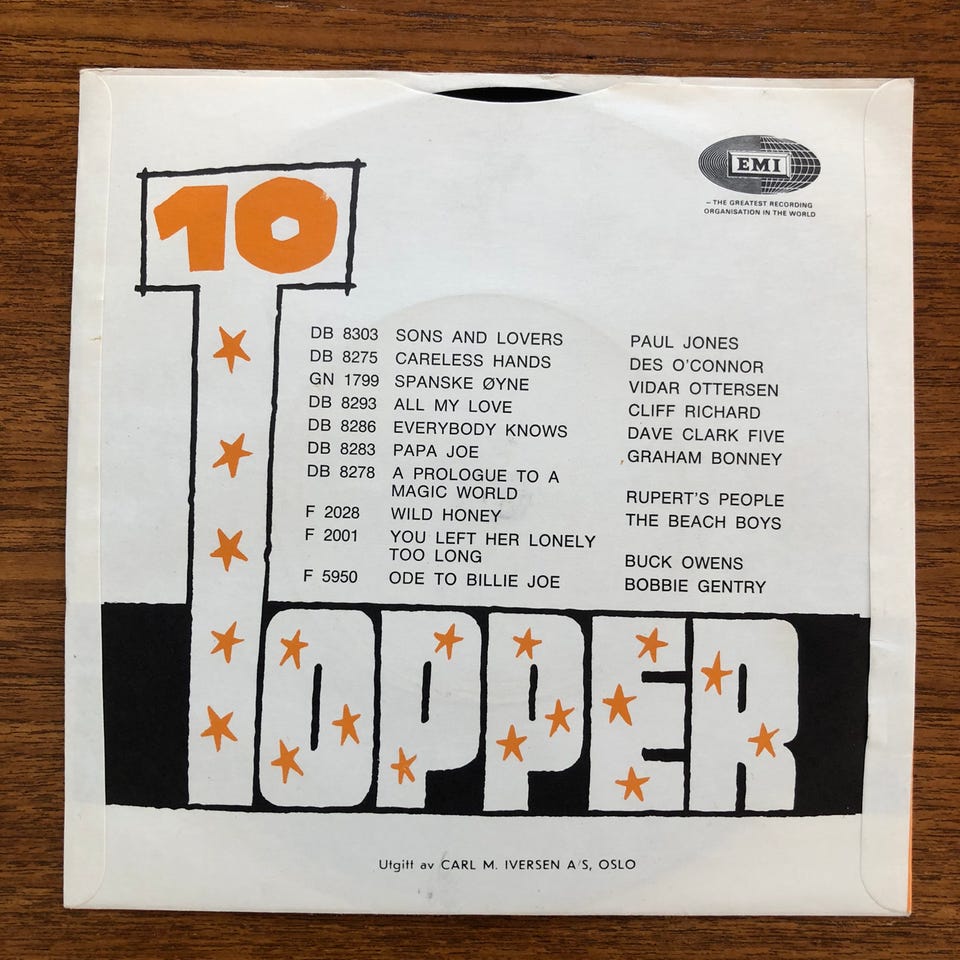 EMI
– THE GREATEST RECORDING
ORGANISATION IN THE WORLD
10
DB 8303 SONS AND LOVERS PAUL JONES
DB 8275 CARELESS HANDS DES O'CONNOR
GN 1799 SPANSKE ØYNE VIDAR OTTERSEN
DB 8293 ALL MY LOVE CLIFF RICHARD
DB 8286 EVERYBODY KNOWS DAVE CLARK FIVE
DB 8283 PAPA JOE GRAHAM BONNEY
DB 8278 A PROLOGUE TO A
MAGIC WORLD RUPERT'S PEOPLE
F 2028 WILD HONEY THE BEACH BOYS
F 2001 YOU LEFT HER LONELY
TOO LONG BUCK OWENS
F 5950 ODE TO BILLIE JOE BOBBIE GENTRY
TOPPER
Utgitt av CARL M. IVERSEN A/S, OSLO